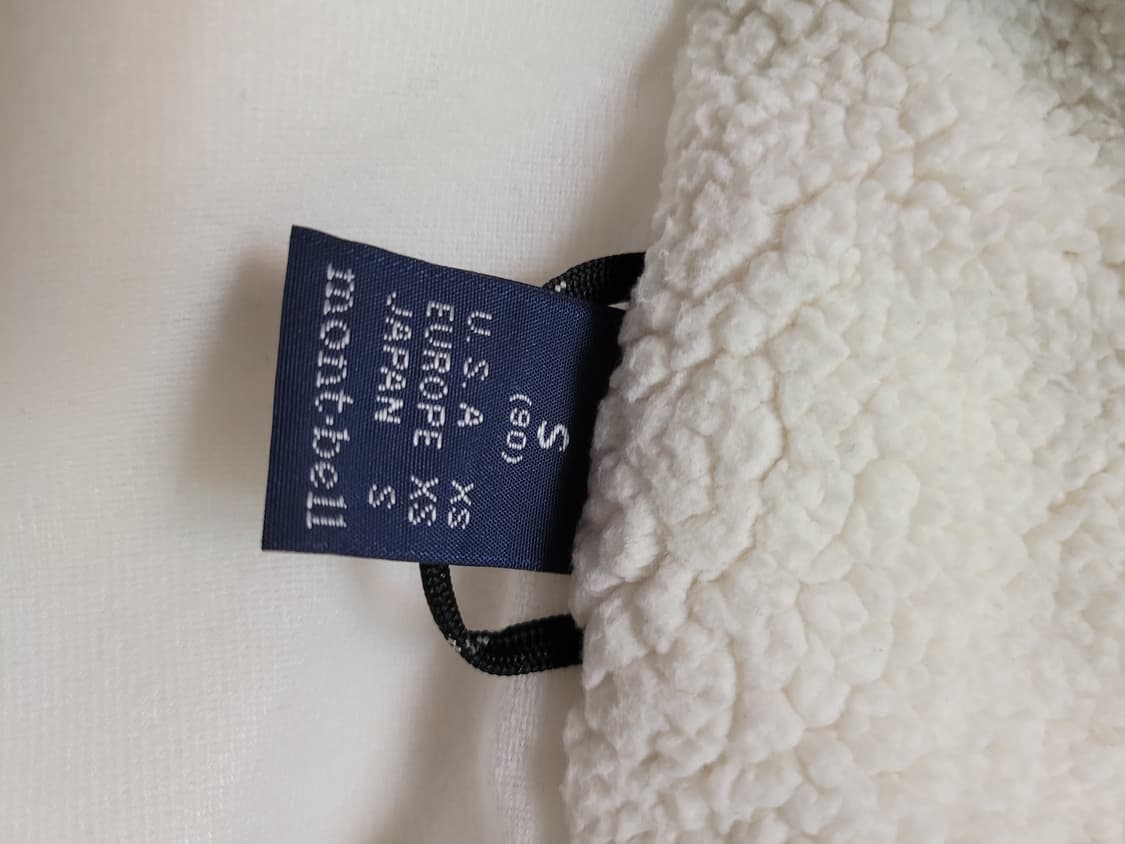 S
(90)
U.S.A XS
EUROPE XS
JAPAN S
mont-bell